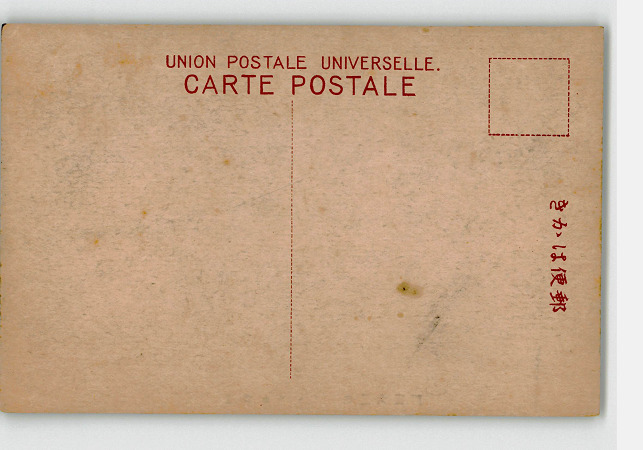 UNION POSTALE UNIVERSELLE.
CARTE POSTALE
郵便はかき